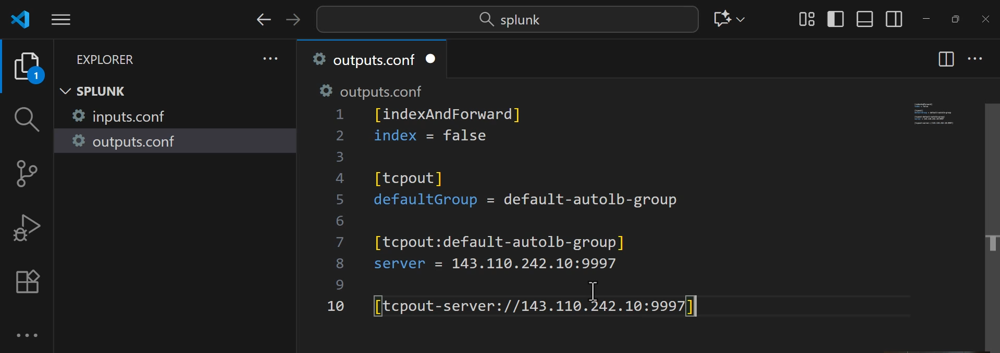 splunk
EXPLORER
1
SPLUNK
inputs.conf
outputs.conf
outputs.conf
outputs.conf
1 [indexAndForward]
2 index = false
3
4 [tcpout]
5 defaultGroup = default-autolb-group
6
7 [tcpout:default-autolb-group]
8 server = 143.110.242.10:9997
9
10 [tcpout-server://143.110.242.10:9997]